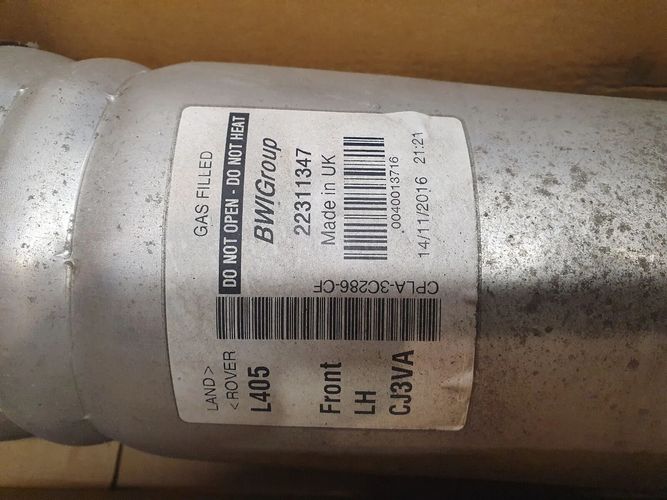 GAS FILLED
DO NOT OPEN - DO NOT HEAT
BWIGroup
22311347
Made in UK
0040013716
14/11/2016 21:21
CPLA-3C286-CF
LAND >
< ROVER
L405
Front
LH
CJ3VA